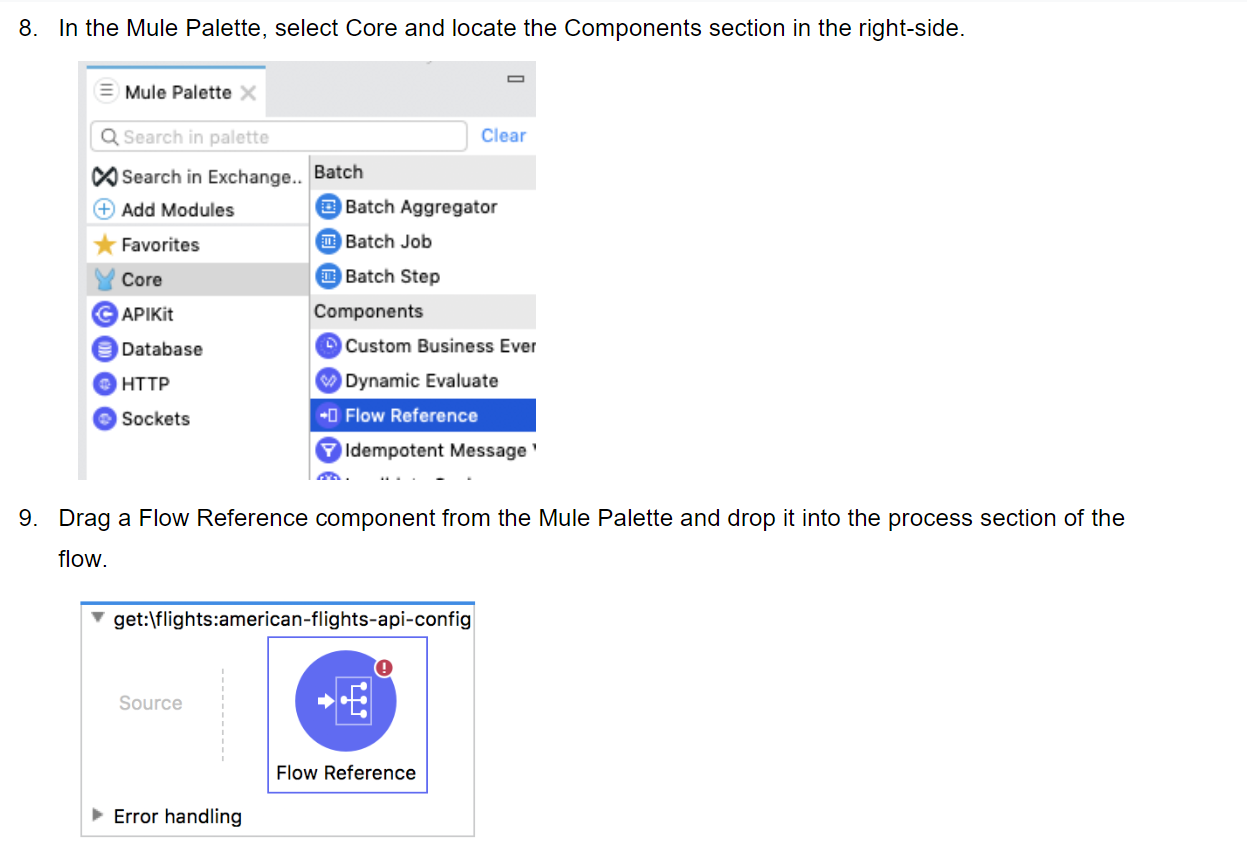 8. In the Mule Palette, select Core and locate the Components section in the right-side.
Mule Palette
Search in palette
Clear
Search in Exchange..
Add Modules
Favorites
Core
APIKit
Database
HTTP
Sockets
Batch
Batch Aggregator
Batch Job
Batch Step
Components
Custom Business Ever
Dynamic Evaluate
Flow Reference
Idempotent Message
9. Drag a Flow Reference component from the Mule Palette and drop it into the process section of the
flow.
get:\flights:american-flights-api-config
Source
Flow Reference
Error handling